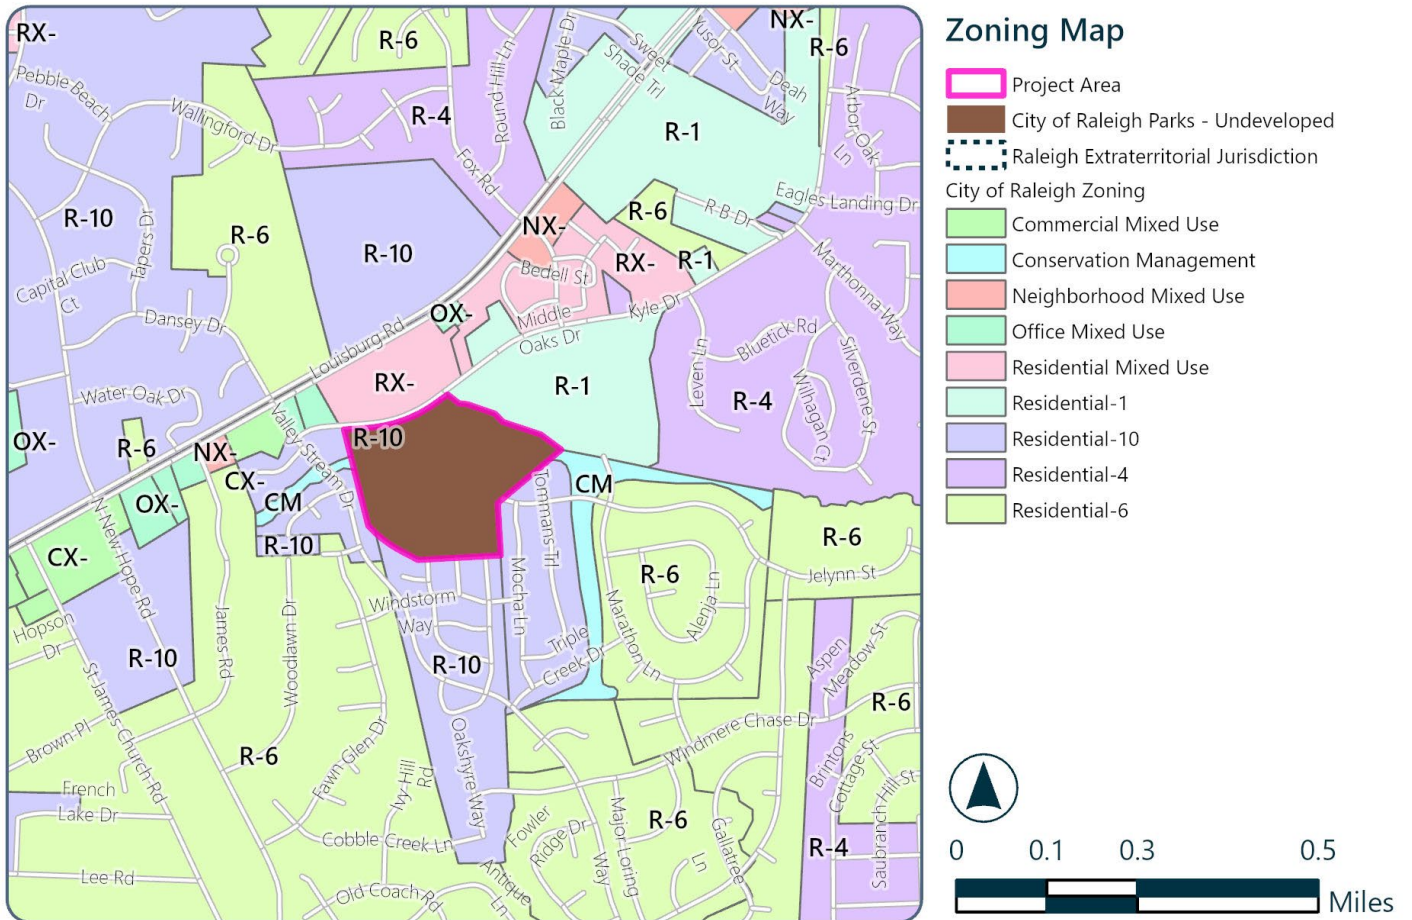 RX-
R-6
NX-
R-6
Pebble Beach
Dr
Wallingford Dr
R-4
Round Hill Ln
Black Maple Dr
Sweet
Shade Trl
Yusor St
Deah
Way
Arbor Oak
Ln
R-1
Fox Rd
R-10
Tapers Dr
R-6
R-10
NX-
R-6
R B Dr
Eagles Landing Dr
RX-
R-1
Capital Club
Ct
Bedell St
Marthonna Way
Dansey Dr
OX-
Middle
Oaks Dr
Kyle Dr
Louisburg Rd
Bluetick Rd
Leven Ln
Silverdene St
Wilhagan Ct
Water Oak Dr
RX-
R-1
R-4
OX-
R-6
NX-
Valley Stream Dr
R-10
CX-
CM
OX-
N New Hope Rd
Tommans Trl
CM
R-10
R-6
CX-
R-6
Jelynn St
Hopson
Dr
James Rd
Woodlawn Dr
Windstorm
Way
Mocha Ln
Marathon Ln
Alenja Ln
Triple
Creek Dr
R-10
St James Church Rd
R-10
Aspen
Meadow St
R-6
Brown Pl
R-6
Fawn Glen Dr
Ivy Hill
Rd
Oakshyre Way
Windmere Chase Dr
Brintons
Cottage St
Saubranch Hill St
French
Lake Dr
Cobble Creek Ln
Fowler
Ridge Dr
Major Loring
Way
R-6
Ln
Gallatree
R-4
Lee Rd
Old Coach Rd
Antique
Ln
Zoning Map
Project Area
City of Raleigh Parks - Undeveloped
Raleigh Extraterritorial Jurisdiction
City of Raleigh Zoning
Commercial Mixed Use
Conservation Management
Neighborhood Mixed Use
Office Mixed Use
Residential Mixed Use
Residential-1
Residential-10
Residential-4
Residential-6
0 0.1 0.3 0.5
Miles